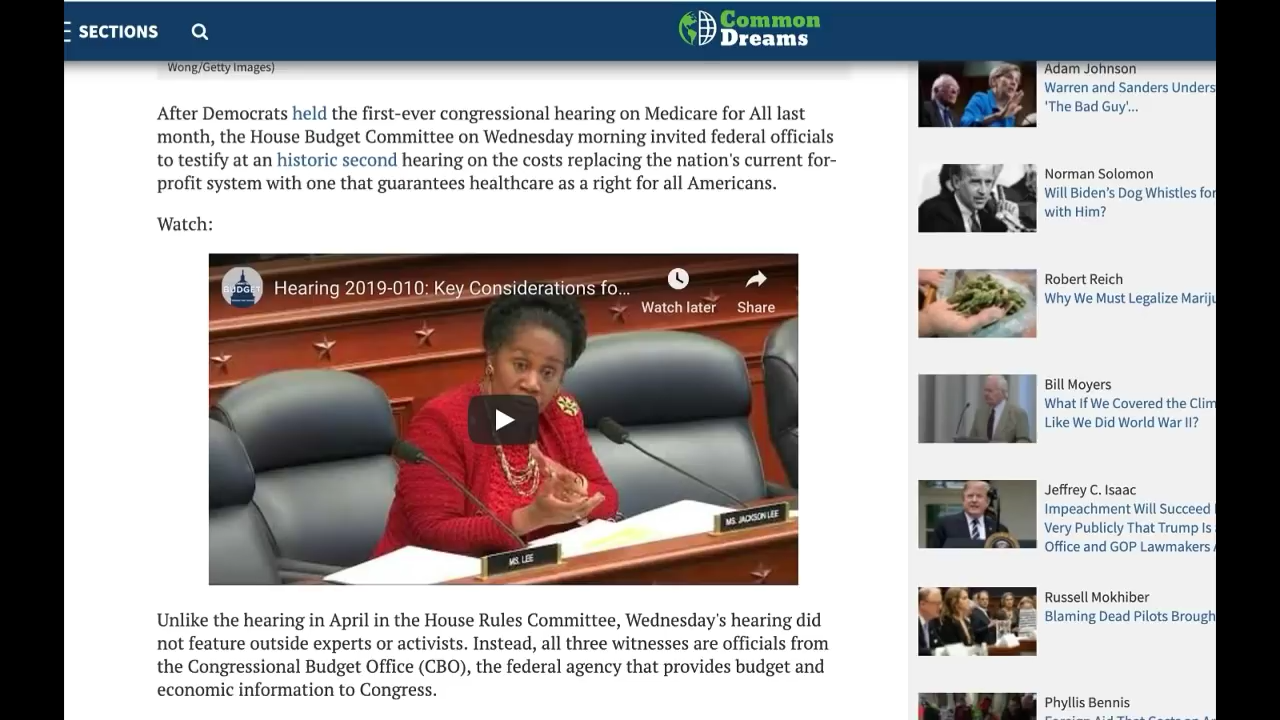 SECTIONS
Common
Dreams
Wong/Getty Images)
After Democrats held the first-ever congressional hearing on Medicare for All last
month, the House Budget Committee on Wednesday morning invited federal officials
to testify at an historic second hearing on the costs replacing the nation's current for-
profit system with one that guarantees healthcare as a right for all Americans.
Watch:
BUDGET
Hearing 2019-010: Key Considerations fo...
Watch later
Share
MS. LEE
MS. JACKSON LEE
Unlike the hearing in April in the House Rules Committee, Wednesday's hearing did
not feature outside experts or activists. Instead, all three witnesses are officials from
the Congressional Budget Office (CBO), the federal agency that provides budget and
economic information to Congress.
Adam Johnson
Warren and Sanders Unders
'The Bad Guy'...
Norman Solomon
Will Biden's Dog Whistles for
with Him?
Robert Reich
Why We Must Legalize Mariju
Bill Moyers
What If We Covered the Clim
Like We Did World War II?
Jeffrey C. Isaac
Impeachment Will Succeed
Very Publicly That Trump Is
Office and GOP Lawmakers
Russell Mokhiber
Blaming Dead Pilots Brough
Phyllis Bennis
Foreign Aid That Costs an Ar